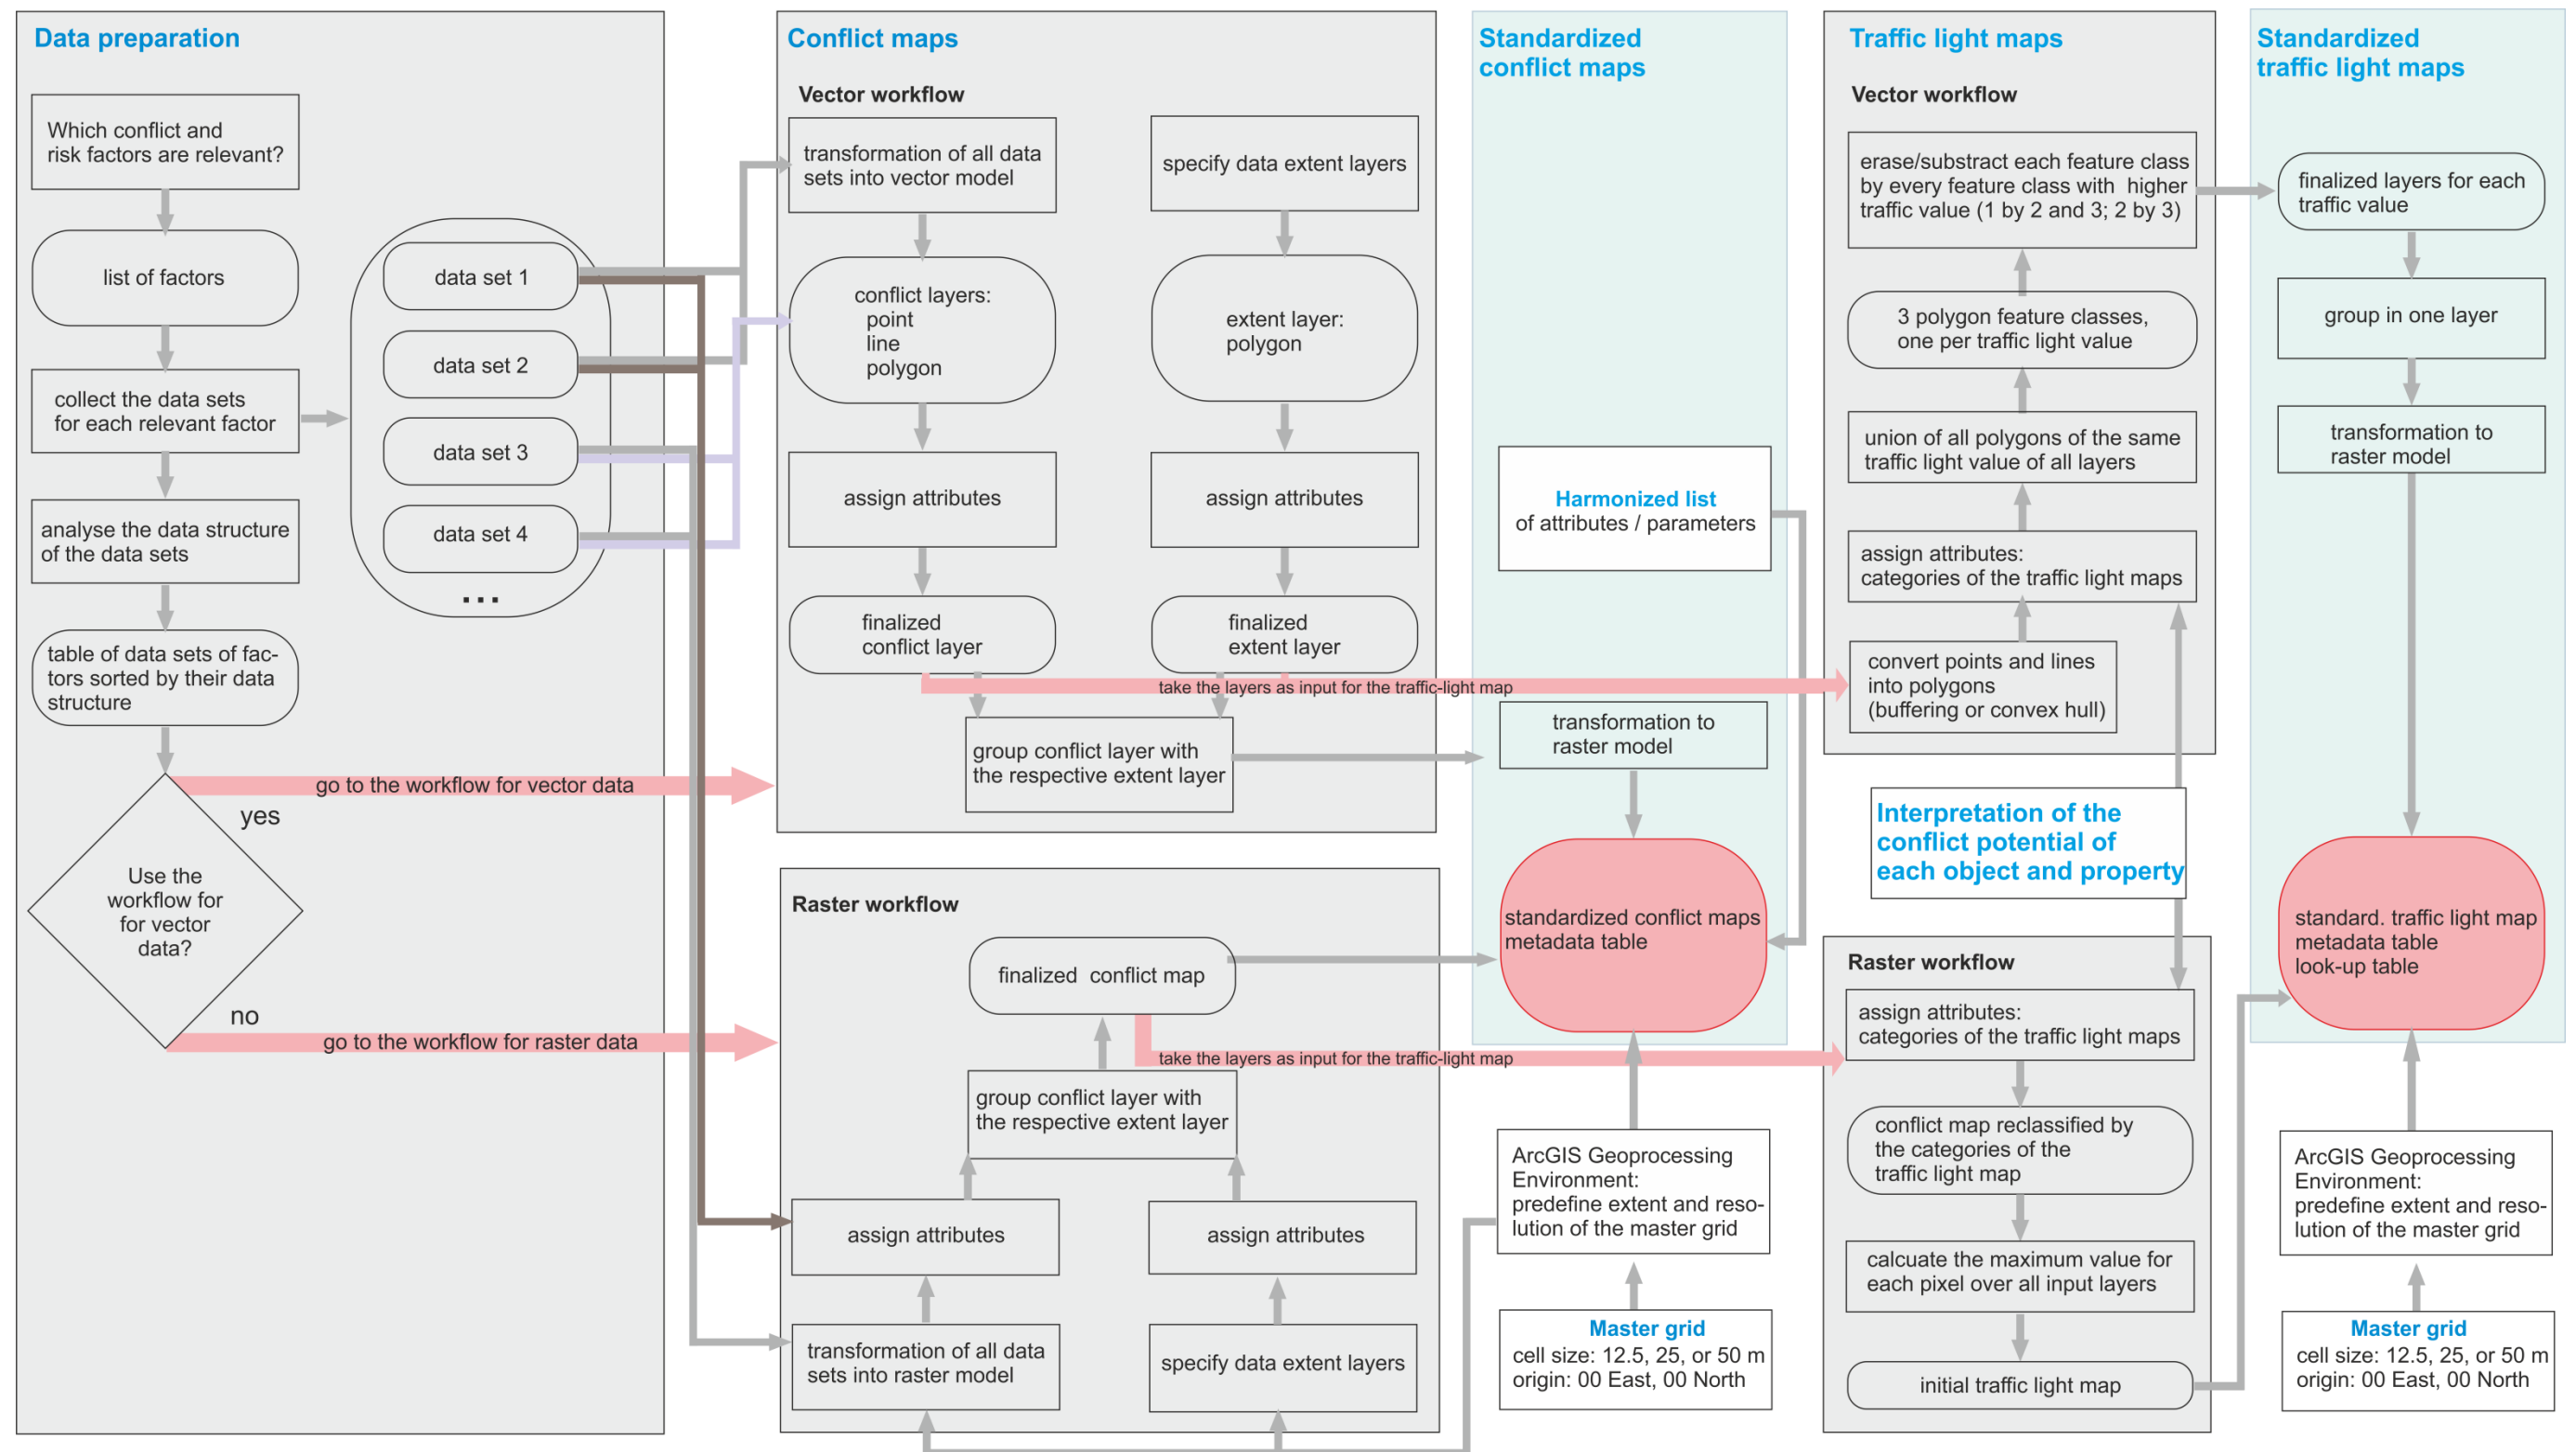 Data preparation
Which conflict and
risk factors are relevant?
list of factors
collect the data sets
for each relevant factor
analyse the data structure
of the data sets
table of data sets of fac-
tors sorted by their data
structure
Use the
workflow for
for vector
data?
yes
no
go to the workflow for vector data
go to the workflow for raster data
data set 1
data set 2
data set 3
data set 4
...
Conflict maps
Vector workflow
transformation of all data
sets into vector model
specify data extent layers
conflict layers:
point
line
polygon
extent layer:
polygon
assign attributes
assign attributes
finalized
conflict layer
finalized
extent layer
take the layers as input for the traffic-light map
group conflict layer with
the respective extent layer
Raster workflow
finalized conflict map
take the layers as input for the traffic-light map
group conflict layer with
the respective extent layer
assign attributes
assign attributes
transformation of all data
sets into raster model
specify data extent layers
Standardized
conflict maps
Harmonized list
of attributes / parameters
transformation to
raster model
standardized conflict maps
metadata table
ArcGIS Geoprocessing
Environment:
predefine extent and reso-
lution of the master grid
Master grid
cell size: 12.5, 25, or 50 m
origin: 00 East, 00 North
Traffic light maps
Vector workflow
erase/substract each feature class
by every feature class with higher
traffic value (1 by 2 and 3; 2 by 3)
3 polygon feature classes,
one per traffic light value
union of all polygons of the same
traffic light value of all layers
assign attributes:
categories of the traffic light maps
convert points and lines
into polygons
(buffering or convex hull)
Interpretation of the
conflict potential of
each object and property
Raster workflow
assign attributes:
categories of the traffic light maps
conflict map reclassified by
the categories of the
traffic light map
calcuate the maximum value for
each pixel over all input layers
initial traffic light map
Standardized
traffic light maps
finalized layers for each
traffic value
group in one layer
transformation to
raster model
standard. traffic light map
metadata table
look-up table
ArcGIS Geoprocessing
Environment:
predefine extent and reso-
lution of the master grid
Master grid
cell size: 12.5, 25, or 50 m
origin: 00 East, 00 North